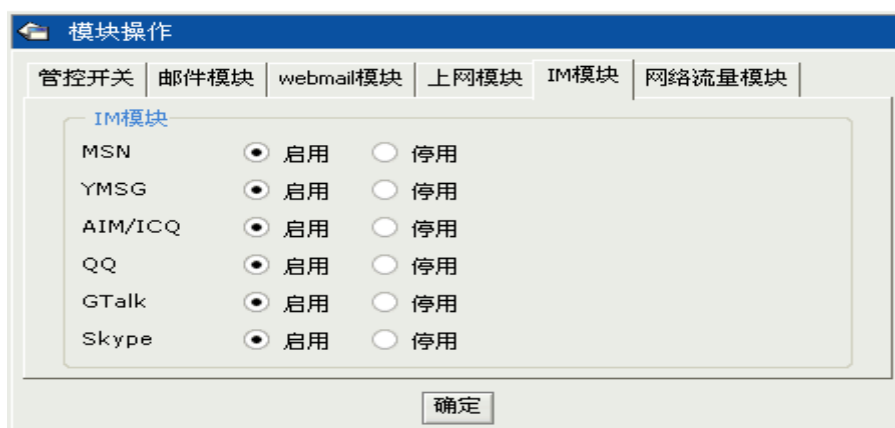 模块操作
管控开关 邮件模块 webmail模块 上网模块 IM模块 网络流量模块
IM模块
MSN 启用 停用
YMSG 启用 停用
AIM/ICQ 启用 停用
QQ 启用 停用
GTalk 启用 停用
Skype 启用 停用
确定